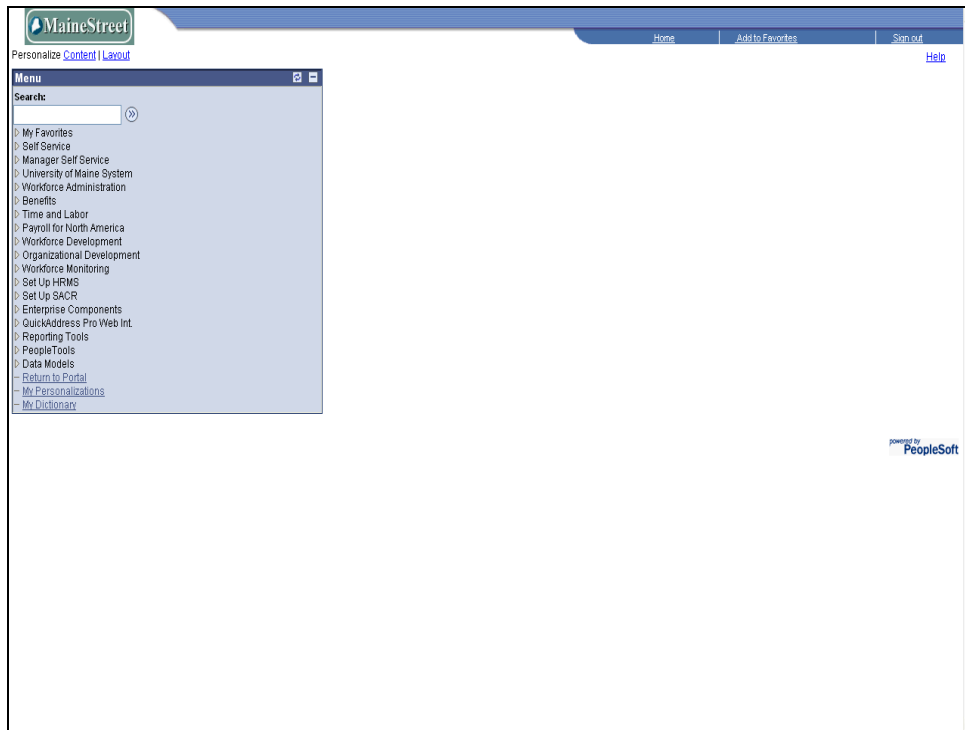 MaineStreet
Home Add to Favorites Sign out
Personalize Content | Layout
Help
Menu
Search:
My Favorites
Self Service
Manager Self Service
University of Maine System
Workforce Administration
Benefits
Time and Labor
Payroll for North America
Workforce Development
Organizational Development
Workforce Monitoring
Set Up HRMS
Set Up SACR
Enterprise Components
QuickAddress Pro Web Int.
Reporting Tools
PeopleTools
Data Models
Return to Portal
My Personalizations
My Dictionary
powered by
PeopleSoft